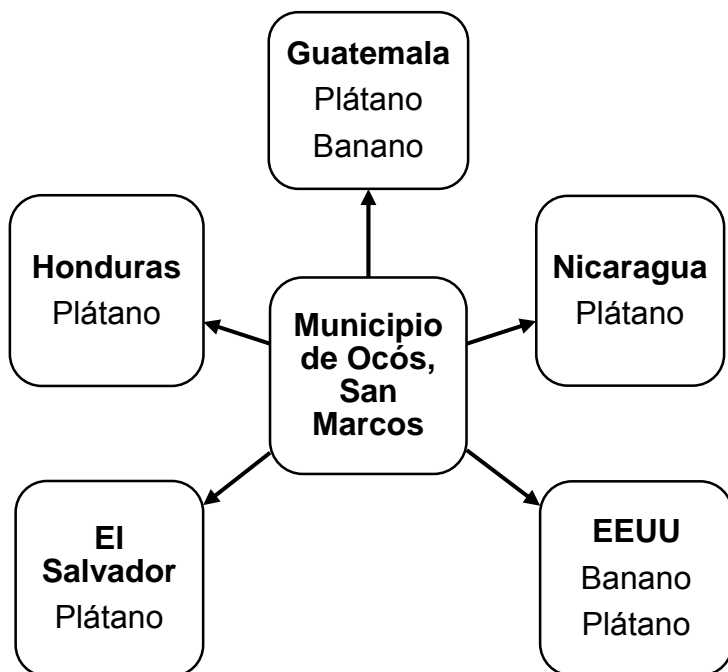 Guatemala
Plátano
Banano
Honduras
Plátano
Nicaragua
Plátano
Municipio
de Ocós,
San
Marcos
El
Salvador
Plátano
EEUU
Banano
Plátano